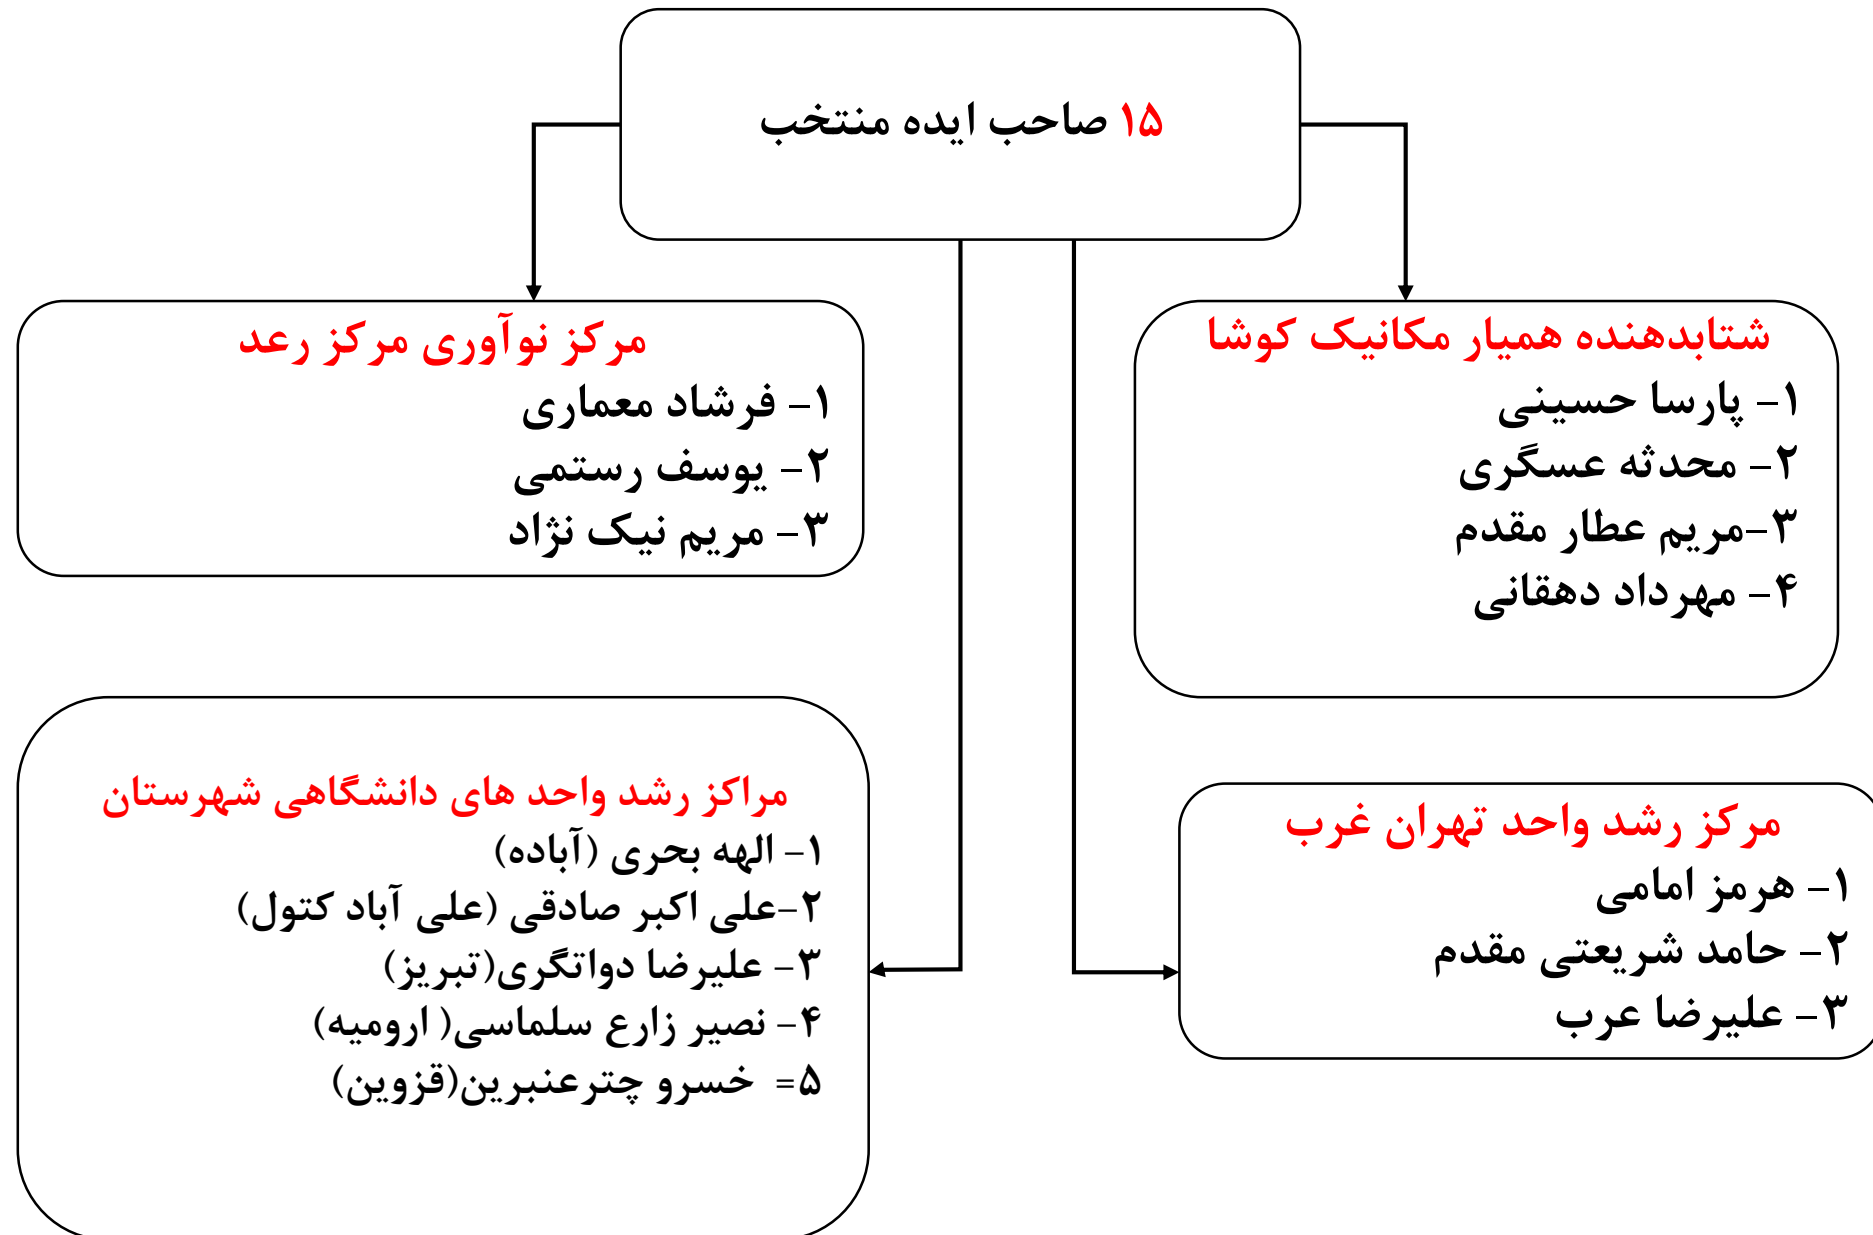 ۱۵ صاحب ایده منتخب
شتابدهنده همیار مکانیک کوشا
۱- پارسا حسینی
۲- محدثه عسگری
۳-مریم عطار مقدم
۴- مهرداد دهقانی
مرکز نوآوری مرکز رعد
۱- فرشاد معماری
۲- یوسف رستمی
۳- مریم نیک نژاد
مرکز رشد واحد تهران غرب
۱- هرمز امامی
۲- حامد شریعتی مقدم
۳- علیرضا عرب
مراکز رشد واحد های دانشگاهی شهرستان
۱- الهه بحری (آباده)
۲-علی اکبر صادقی (علی آباد کتول)
۳- علیرضا دواتگری(تبریز)
۴- نصیر زارع سلماسی( ارومیه)
۵= خسرو چترعنبرین(قزوین)